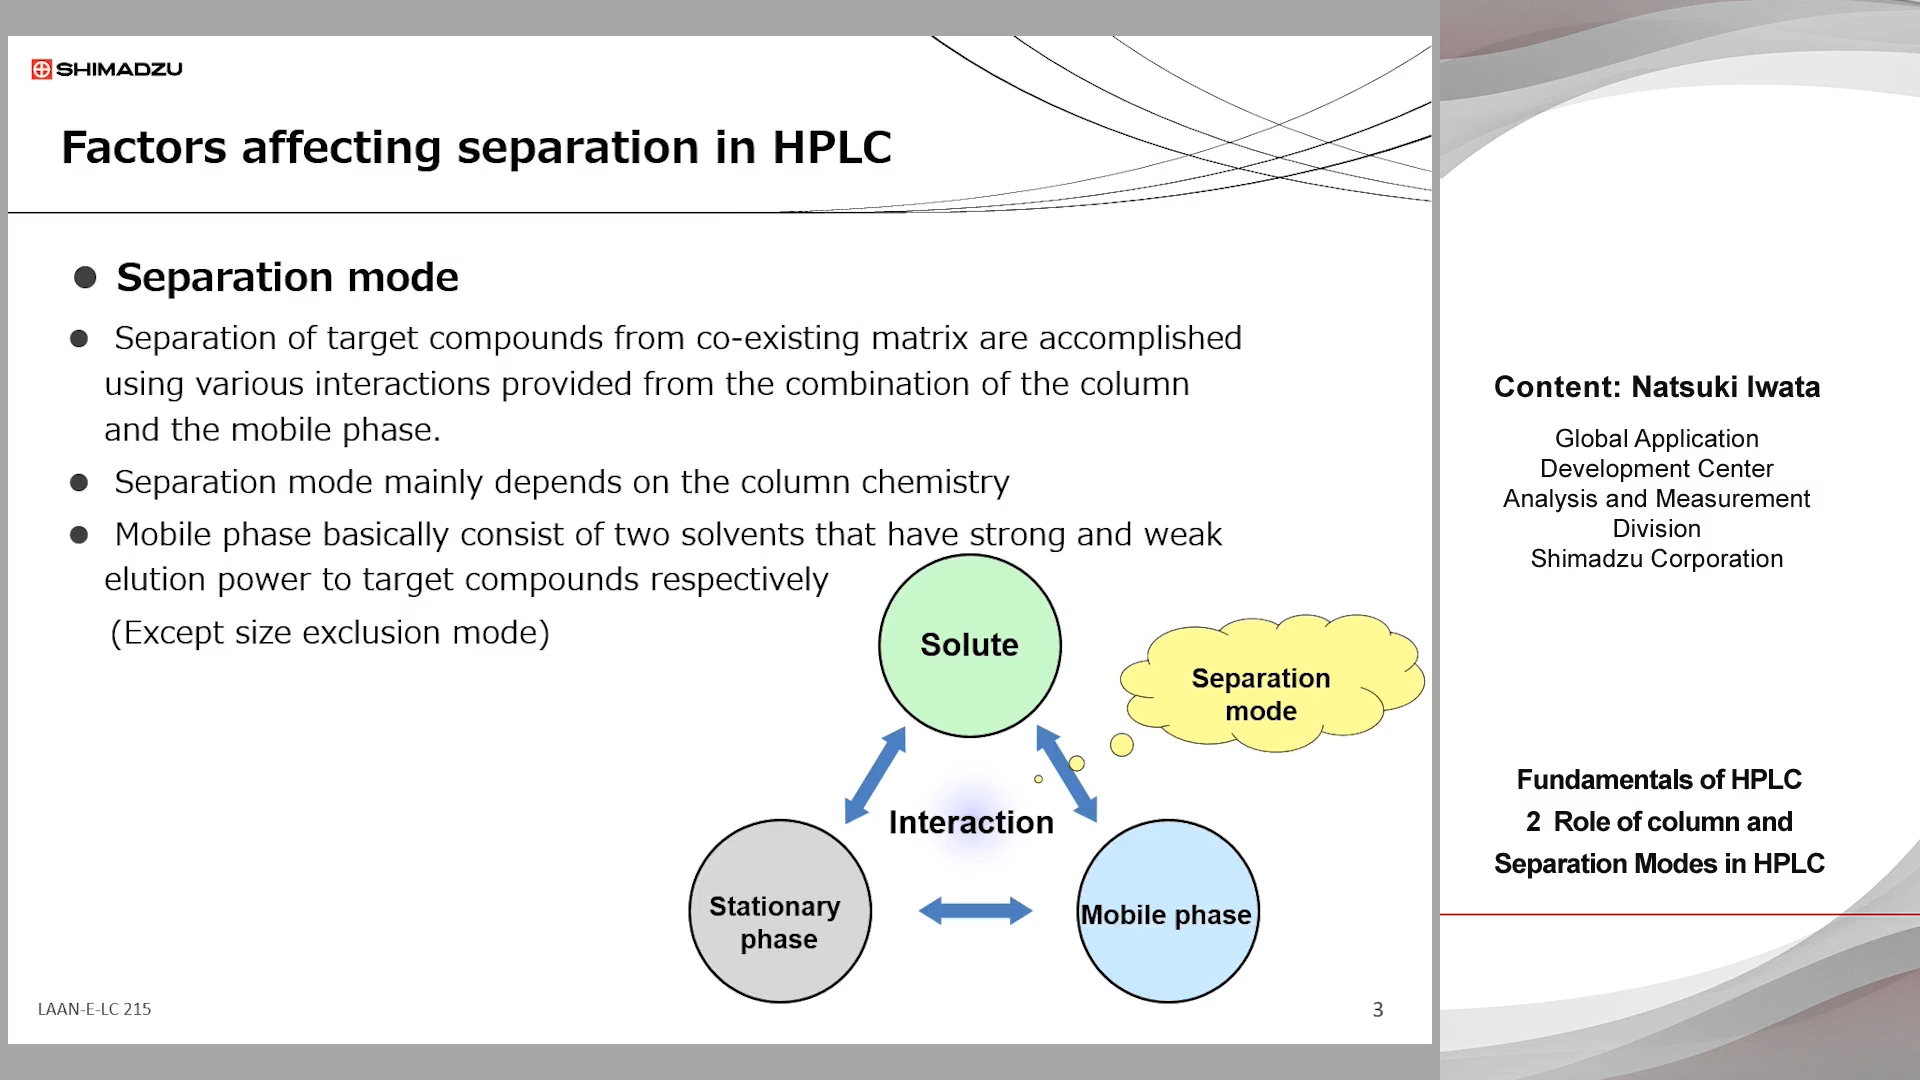 SHIMADZU
Factors affecting separation in HPLC
● Separation mode
● Separation of target compounds from co-existing matrix are accomplished
using various interactions provided from the combination of the column
and the mobile phase.
● Separation mode mainly depends on the column chemistry
● Mobile phase basically consist of two solvents that have strong and weak
elution power to target compounds respectively
(Except size exclusion mode)
Solute
Separation
mode
Interaction
Stationary
phase
Mobile phase
LAAN-E-LC 215
3
Content: Natsuki Iwata
Global Application
Development Center
Analysis and Measurement
Division
Shimadzu Corporation
Fundamentals of HPLC
2 Role of column and
Separation Modes in HPLC